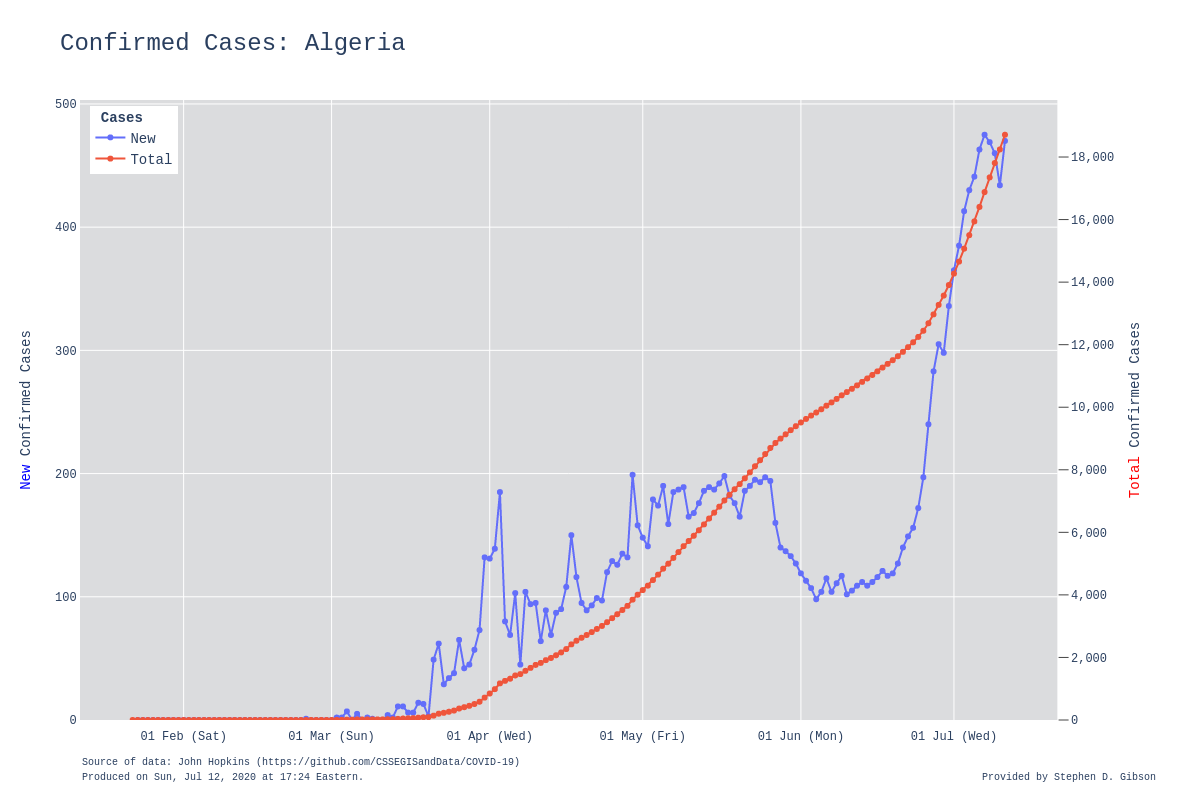 Confirmed Cases: Algeria
Cases
New
Total
500
400
300
200
100
0
New Confirmed Cases
18,000
16,000
14,000
12,000
10,000
8,000
6,000
4,000
2,000
0
Total Confirmed Cases
01 Feb (Sat) 01 Mar (Sun) 01 Apr (Wed) 01 May (Fri) 01 Jun (Mon) 01 Jul (Wed)
Source of data: John Hopkins (https://github.com/CSSEGISandData/COVID-19)
Produced on Sun, Jul 12, 2020 at 17:24 Eastern.
Provided by Stephen D. Gibson